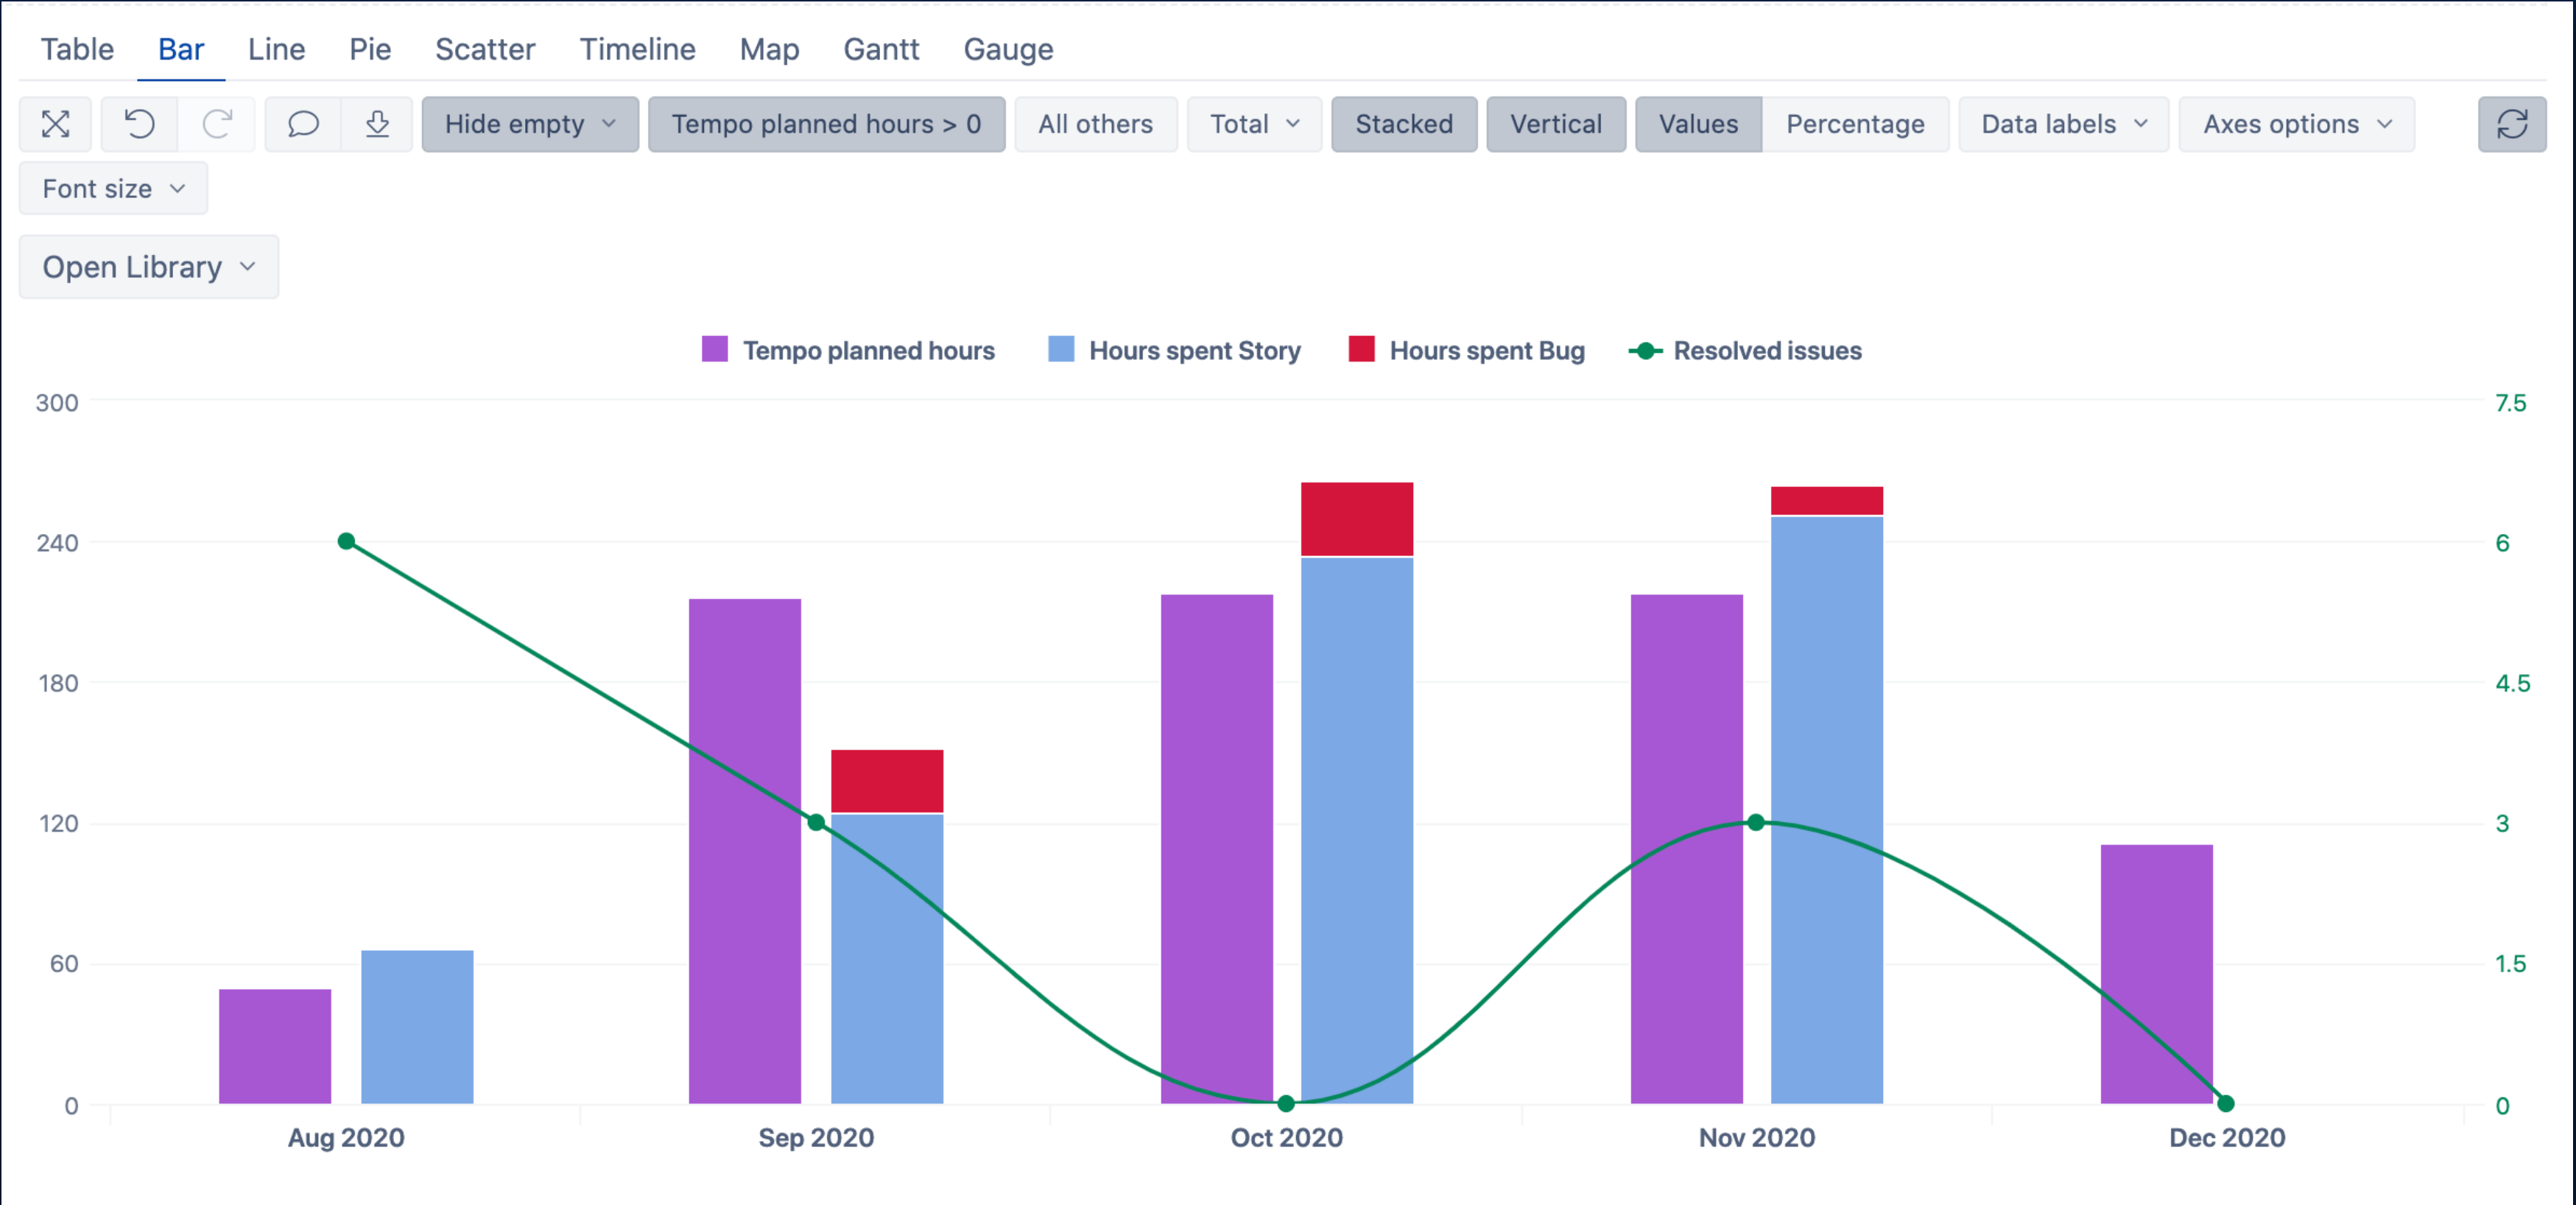 Table Bar Line Pie Scatter Timeline Map Gantt Gauge
Hide empty Tempo planned hours > 0 All others Total Stacked Vertical Values Percentage Data labels Axes options
Font size
Open Library
Tempo planned hours Hours spent Story Hours spent Bug Resolved issues
300 7.5
240 6
180 4.5
120 3
60 1.5
0 0
Aug 2020 Sep 2020 Oct 2020 Nov 2020 Dec 2020